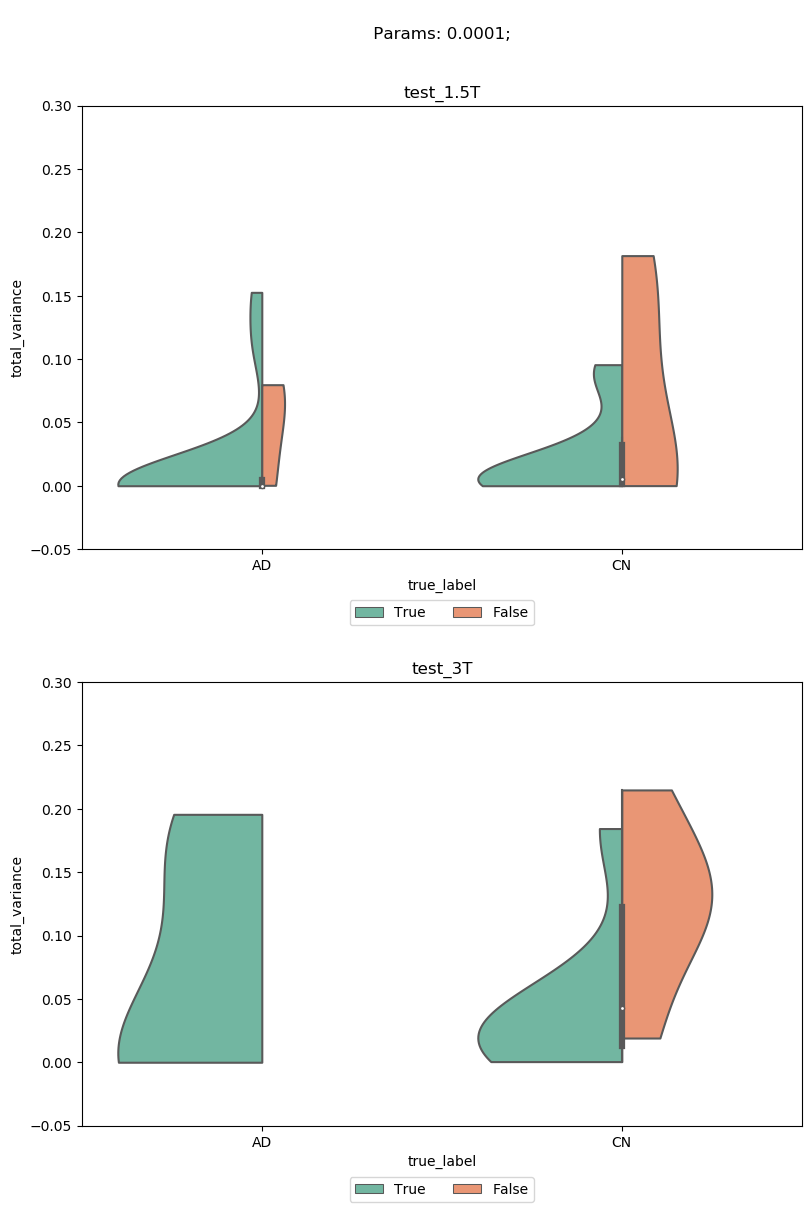 Params: 0.0001;
test_1.5T
0.30
0.25
0.20
0.15
0.10
0.05
0.00
−0.05
total_variance
AD CN
true_label
True False
test_3T
0.30
0.25
0.20
0.15
0.10
0.05
0.00
−0.05
total_variance
AD CN
true_label
True False